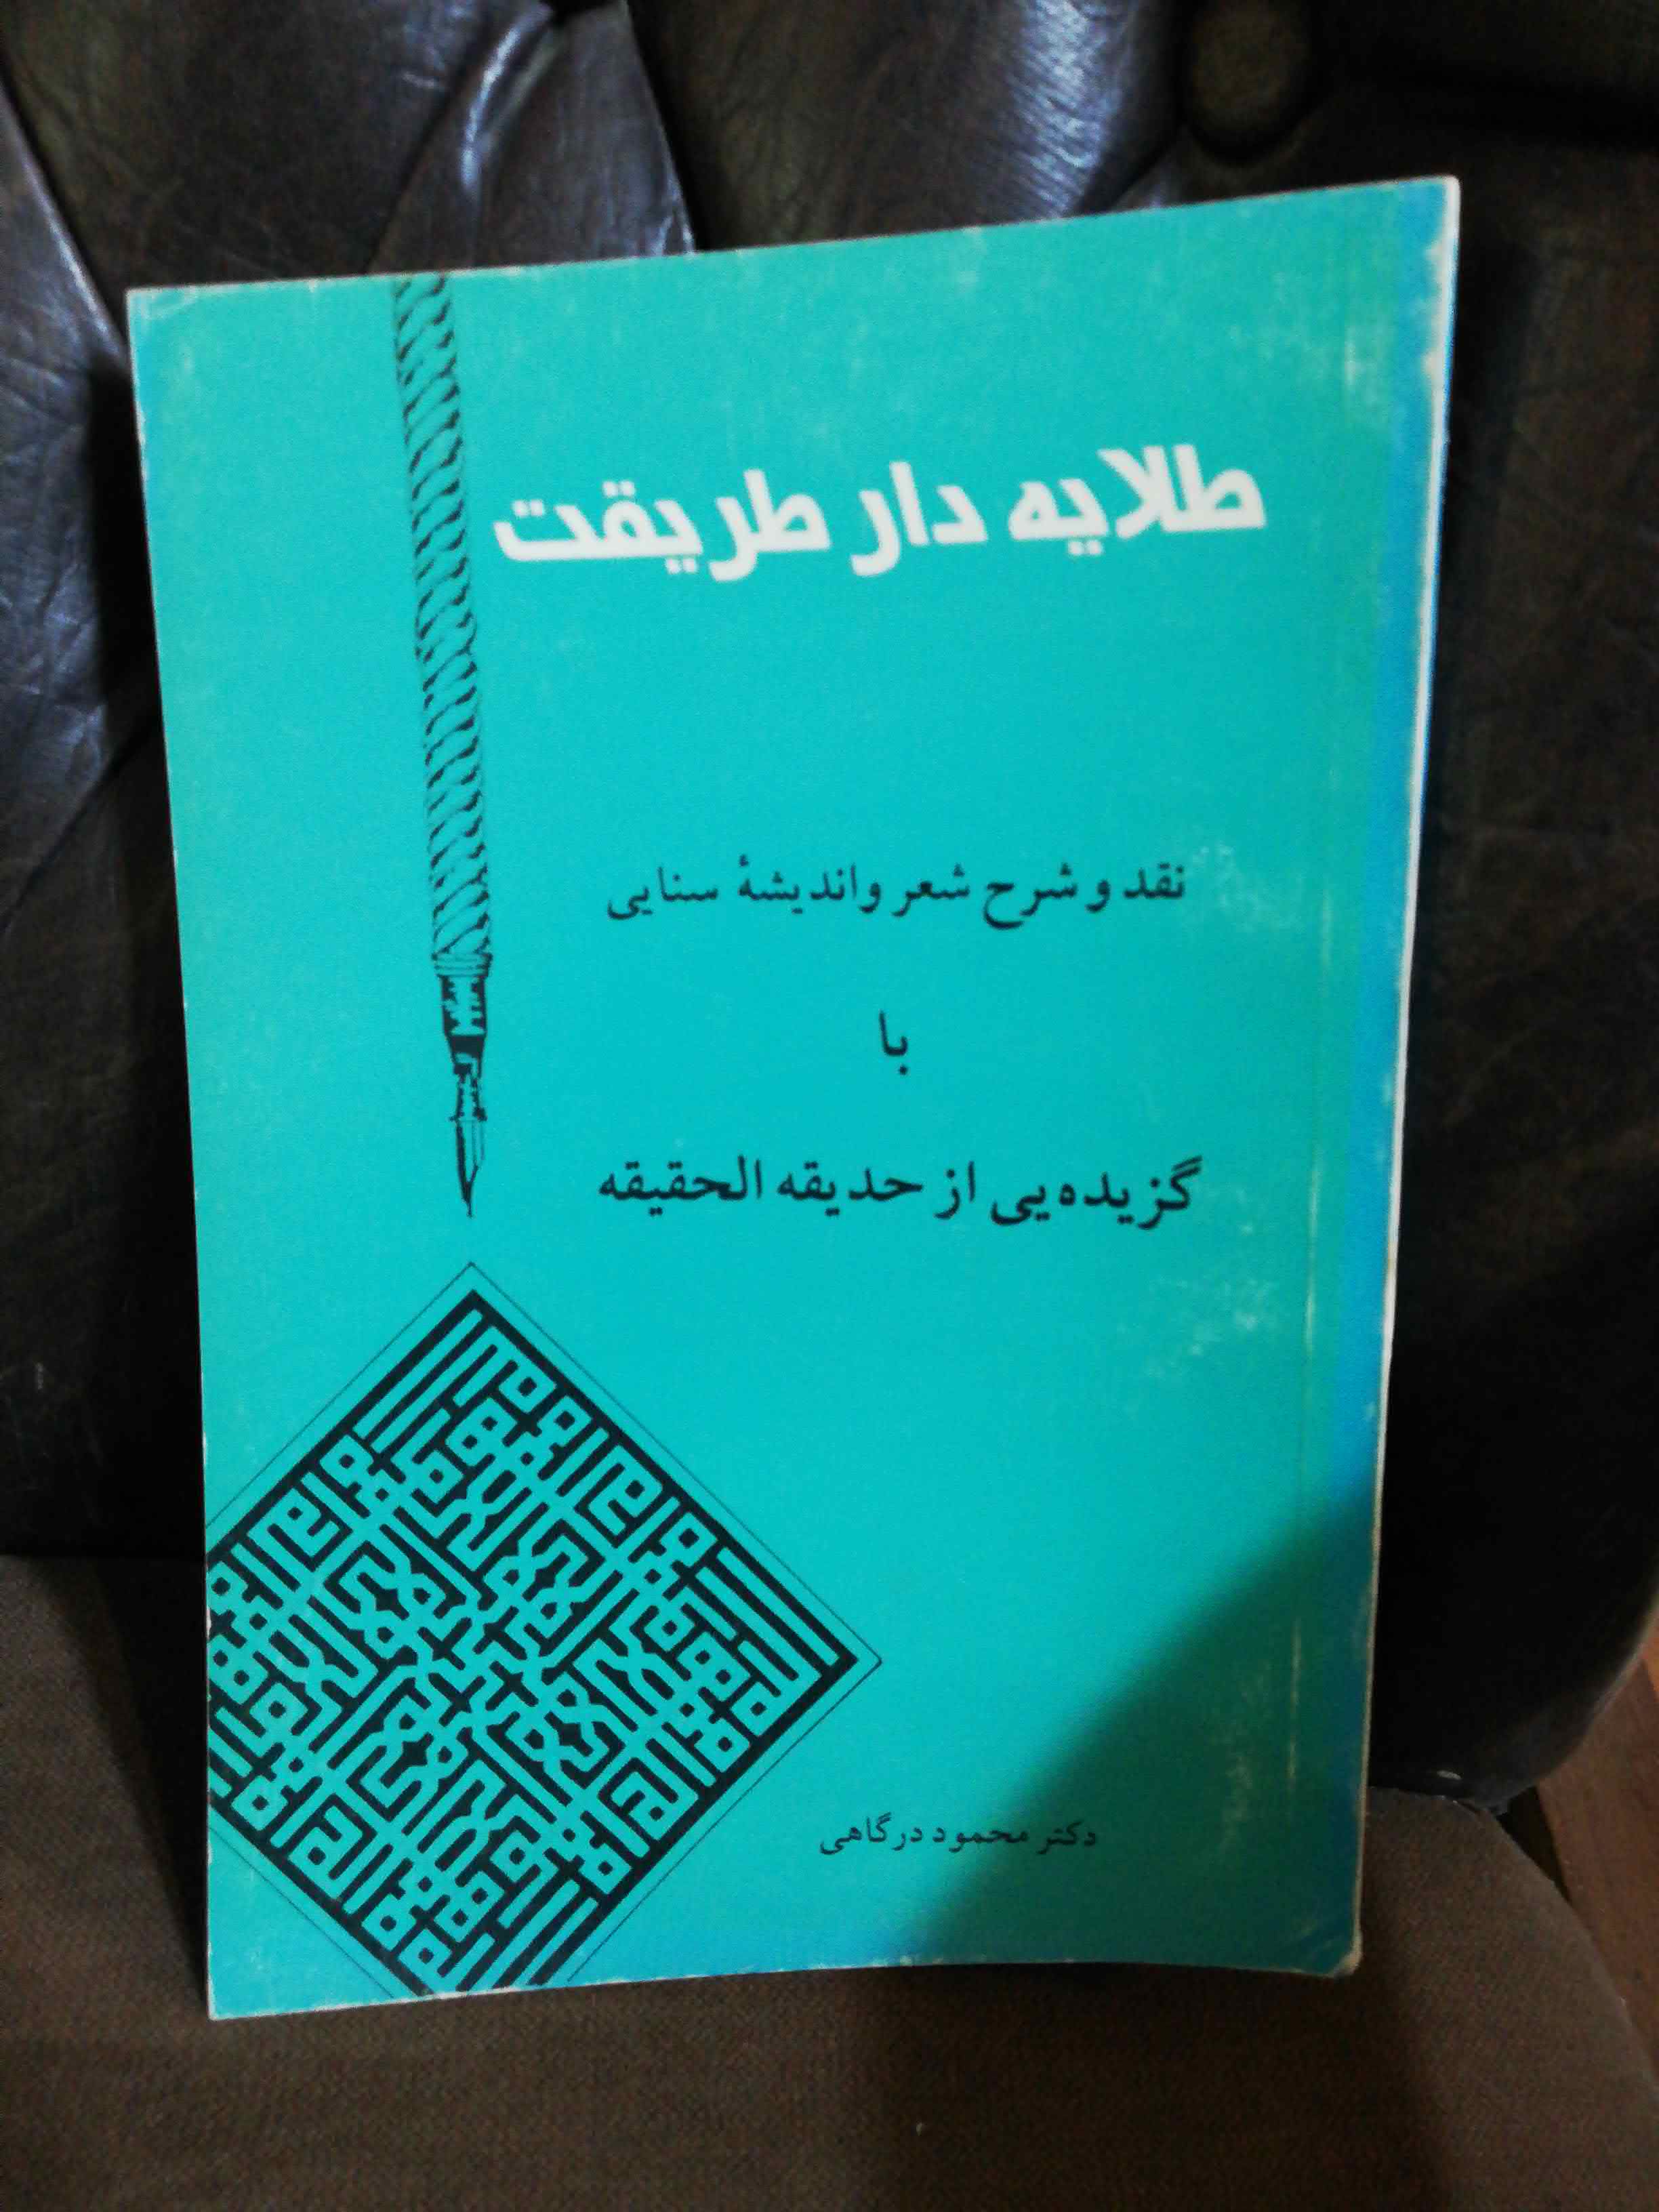 طلایه دار طریقت
نقد و شرح شعر و اندیشهٔ سنایی
با
گزیده‌یی از حدیقه الحقیقه
دکتر محمود درگاهی